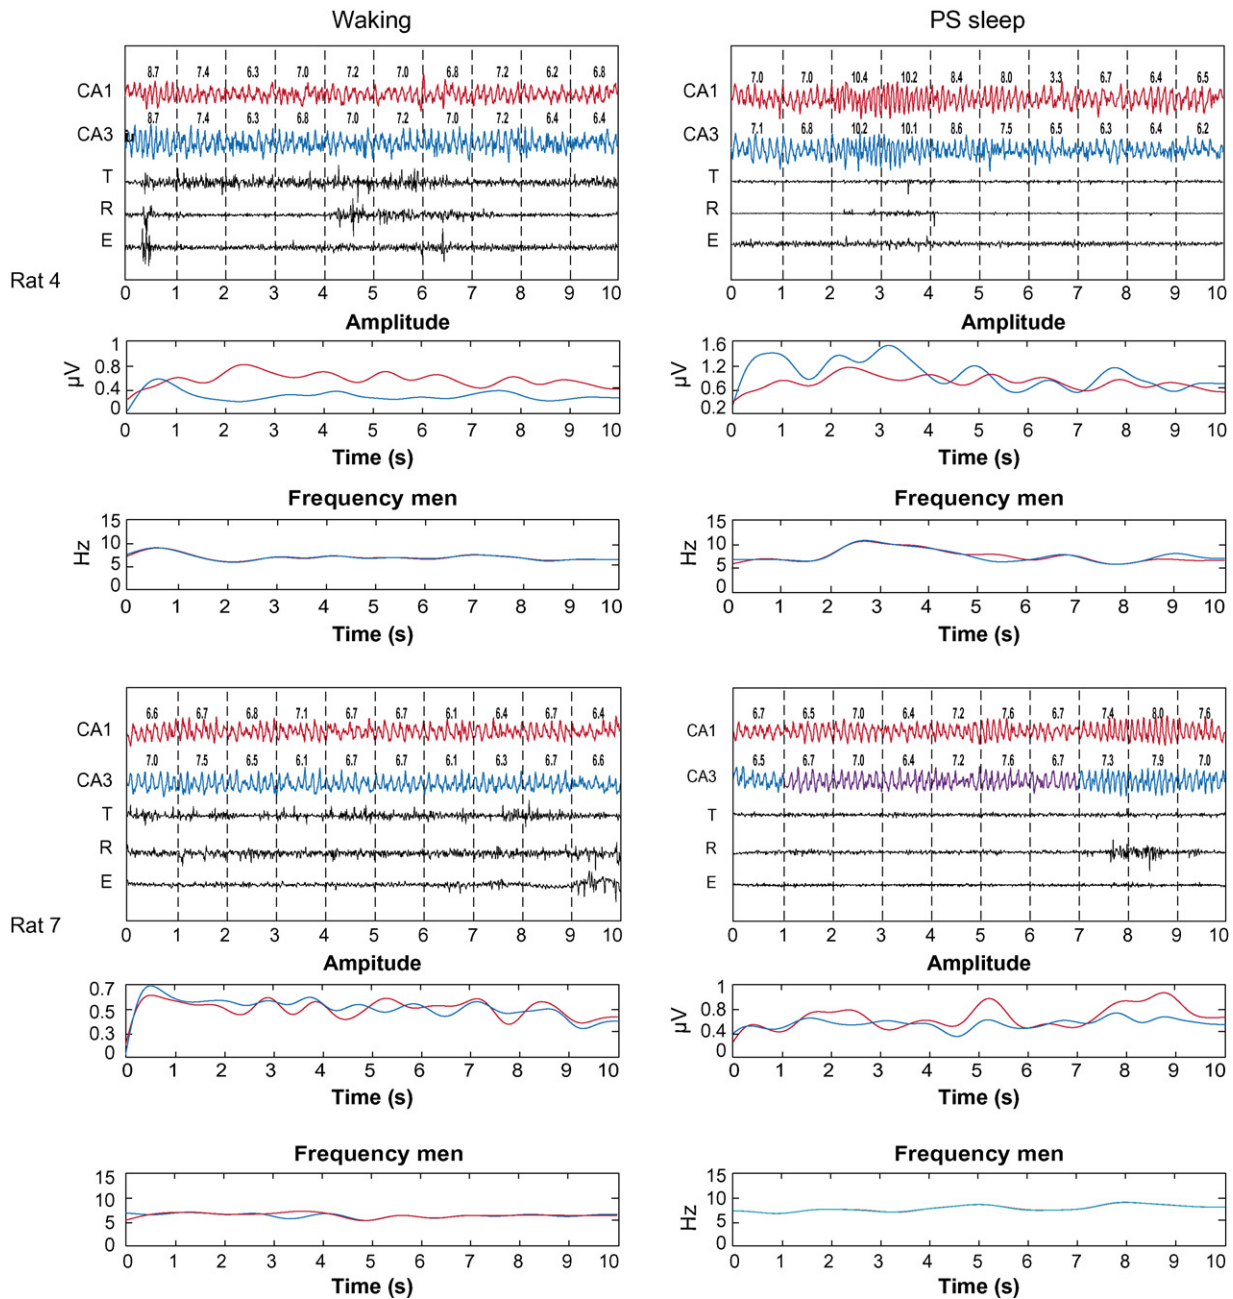 Waking
PS sleep
8.7 7.4 6.3 7.0 7.2 7.0 6.8 7.2 6.2 6.8
CA1
8.7 7.4 6.3 6.8 7.0 7.2 7.0 7.2 6.4 6.4
CA3
T
R
E
Rat 4
0 1 2 3 4 5 6 7 8 9 10
7.0 7.0 10.4 10.2 8.4 8.0 3.3 6.7 6.4 6.5
CA1
7.1 6.8 10.2 10.1 8.6 7.5 6.5 6.3 6.4 6.2
CA3
T
R
E
0 1 2 3 4 5 6 7 8 9 10
Amplitude
µV
1
0.8
0.4
0
0 1 2 3 4 5 6 7 8 9 10
Time (s)
Amplitude
µV
1.6
1.2
0.6
0.2
0 1 2 3 4 5 6 7 8 9 10
Time (s)
Frequency men
Hz
15
10
5
0
0 1 2 3 4 5 6 7 8 9 10
Time (s)
Frequency men
Hz
15
10
5
0
0 1 2 3 4 5 6 7 8 9 10
Time (s)
6.6 6.7 6.8 7.1 6.7 6.7 6.1 6.4 6.7 6.4
CA1
7.0 7.5 6.5 6.1 6.7 6.7 6.1 6.3 6.7 6.6
CA3
T
R
E
Rat 7
0 1 2 3 4 5 6 7 8 9 10
6.7 6.5 7.0 6.4 7.2 7.6 6.7 7.4 8.0 7.6
CA1
6.5 6.7 7.0 6.4 7.2 7.6 6.7 7.3 7.9 7.0
CA3
T
R
E
0 1 2 3 4 5 6 7 8 9 10
Ampitude
0.7
0.5
0.3
0
0 1 2 3 4 5 6 7 8 9 10
Time (s)
Amplitude
µV
1
0.8
0.4
0
0 1 2 3 4 5 6 7 8 9 10
Time (s)
Frequency men
15
10
5
0
0 1 2 3 4 5 6 7 8 9 10
Time (s)
Frequency men
Hz
15
10
5
0
0 1 2 3 4 5 6 7 8 9 10
Time (s)